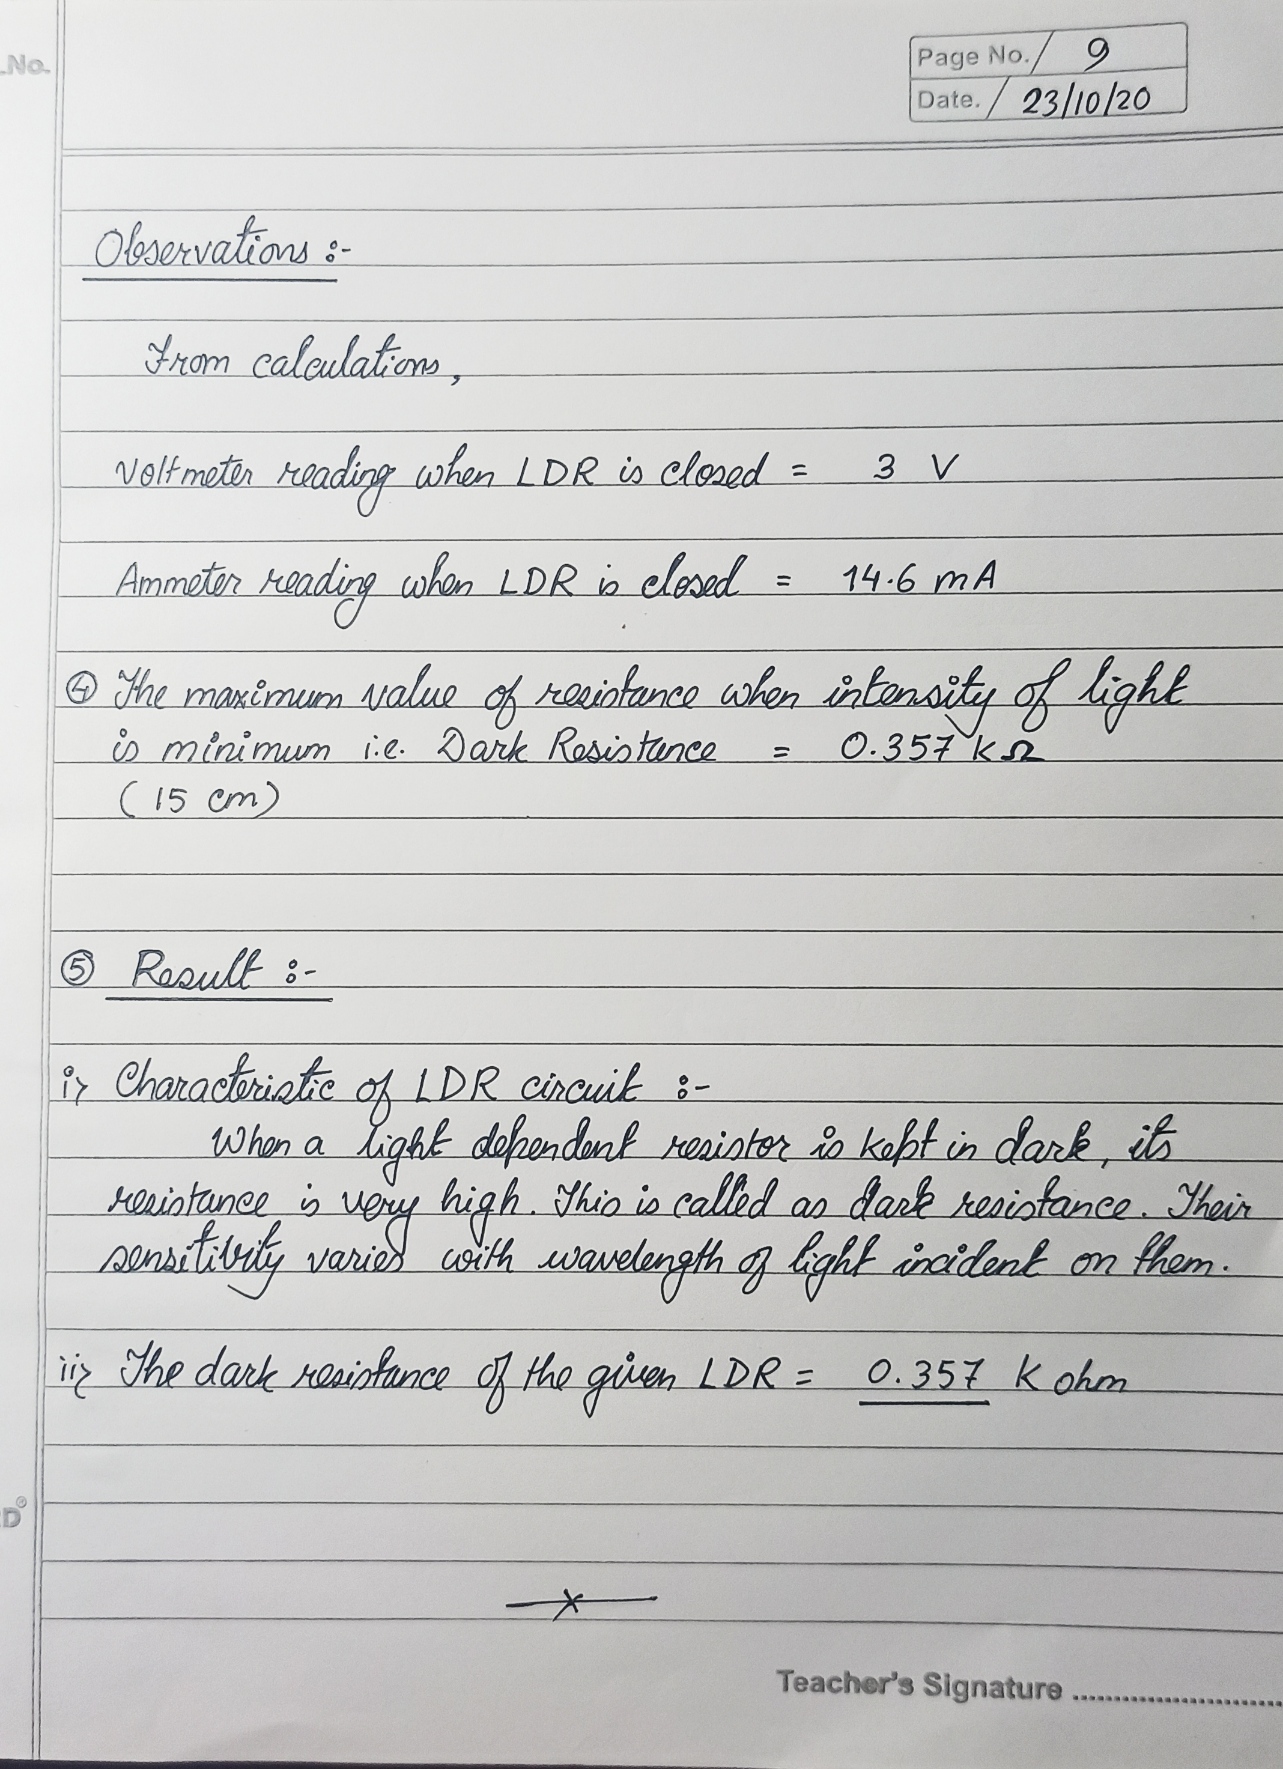 .No.
Page No. 9
Date. 23/10/20
Observations :-
From calculations,
Voltmeter reading when LDR is closed = 3 V
Ammeter reading when LDR is closed = 14.6 mA
④ The maximum value of resistance when intensity of light
is minimum i.e. Dark Resistance = 0.357 kΩ
(15 cm)
⑤ Result :-
i) Characteristic of LDR circuit :-
When a light dependent resistor is kept in dark, its
resistance is very high. This is called as dark resistance. Their
sensitivity varies with wavelength of light incident on them.
ii) The dark resistance of the given LDR = 0.357 K ohm
Teacher's Signature ........................